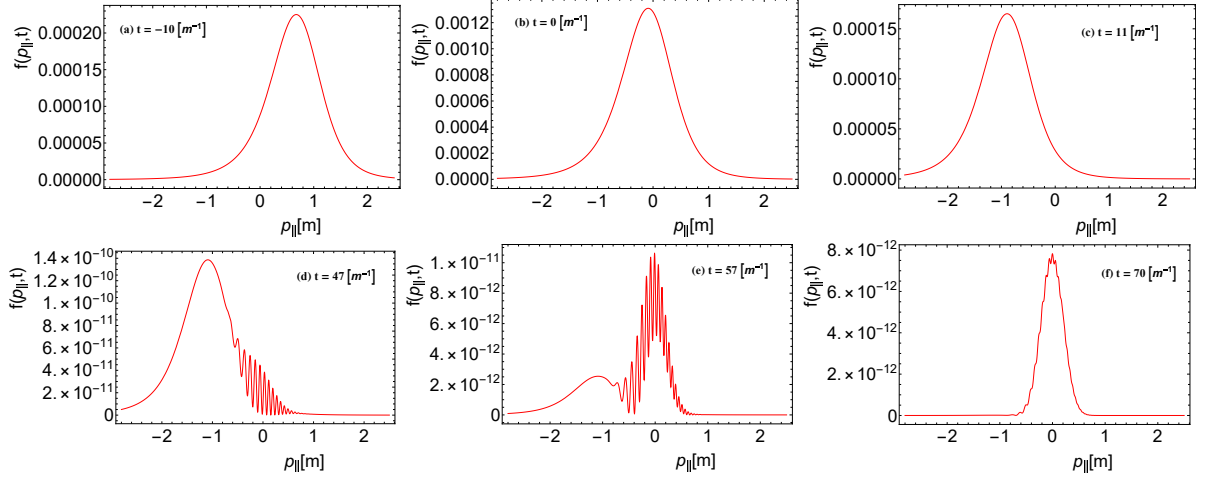 (a) t = −10 [m⁻¹]
f(p∥,t)
0.00020
0.00015
0.00010
0.00005
0.00000
−2 −1 0 1 2
p∥[m]
(b) t = 0 [m⁻¹]
f(p∥,t)
0.0012
0.0010
0.0008
0.0006
0.0004
0.0002
0.0000
−2 −1 0 1 2
p∥[m]
(c) t = 11 [m⁻¹]
f(p∥,t)
0.00015
0.00010
0.00005
0.00000
−2 −1 0 1 2
p∥[m]
(d) t = 47 [m⁻¹]
f(p∥,t)
1.4 × 10⁻¹⁰
1.2 × 10⁻¹⁰
1. × 10⁻¹⁰
8. × 10⁻¹¹
6. × 10⁻¹¹
4. × 10⁻¹¹
2. × 10⁻¹¹
0
−2 −1 0 1 2
p∥[m]
(e) t = 57 [m⁻¹]
f(p∥,t)
1. × 10⁻¹¹
8. × 10⁻¹²
6. × 10⁻¹²
4. × 10⁻¹²
2. × 10⁻¹²
0
−2 −1 0 1 2
p∥[m]
(f) t = 70 [m⁻¹]
f(p∥,t)
8. × 10⁻¹²
6. × 10⁻¹²
4. × 10⁻¹²
2. × 10⁻¹²
0
−2 −1 0 1 2
p∥[m]